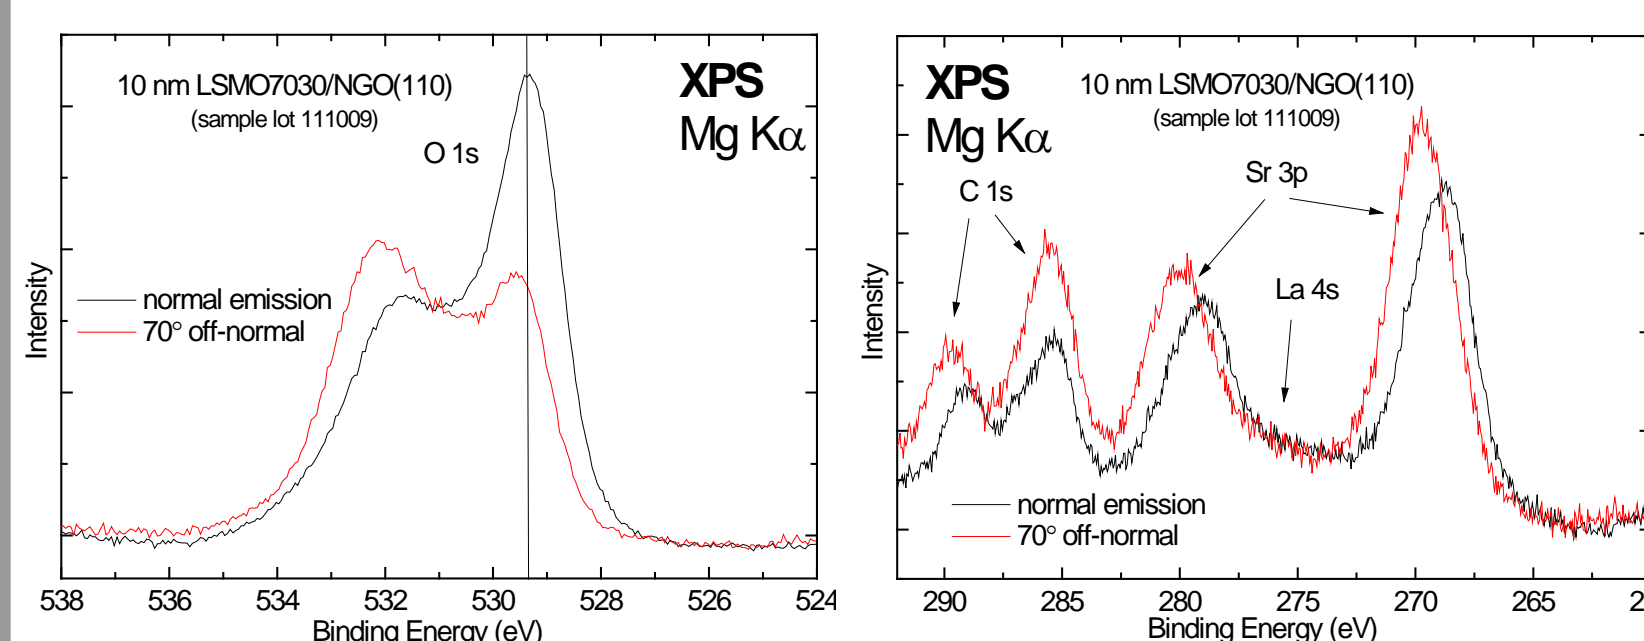 10 nm LSMO7030/NGO(110)
(sample lot 111009)
XPS
Mg Kα
O 1s
normal emission
70° off-normal
Intensity
538 536 534 532 530 528 526 524
Binding Energy (eV)
XPS
Mg Kα
10 nm LSMO7030/NGO(110)
(sample lot 111009)
C 1s
Sr 3p
La 4s
normal emission
70° off-normal
Intensity
290 285 280 275 270 265
Binding Energy (eV)